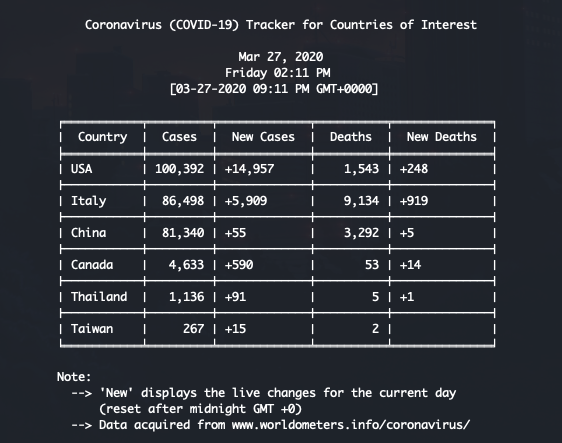 Coronavirus (COVID-19) Tracker for Countries of Interest
Mar 27, 2020
Friday 02:11 PM
[03-27-2020 09:11 PM GMT+0000]
Country | Cases | New Cases | Deaths | New Deaths
USA | 100,392 | +14,957 | 1,543 | +248
Italy | 86,498 | +5,909 | 9,134 | +919
China | 81,340 | +55 | 3,292 | +5
Canada | 4,633 | +590 | 53 | +14
Thailand | 1,136 | +91 | 5 | +1
Taiwan | 267 | +15 | 2 |
Note:
--> 'New' displays the live changes for the current day
(reset after midnight GMT +0)
--> Data acquired from www.worldometers.info/coronavirus/